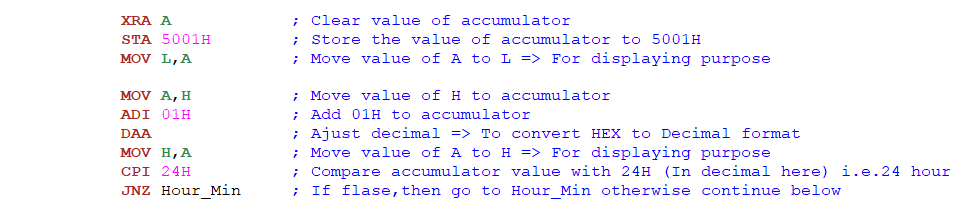 XRA A ; Clear value of accumulator
STA 5001H ; Store the value of accumulator to 5001H
MOV L,A ; Move value of A to L => For displaying purpose
MOV A,H ; Move value of H to accumulator
ADI 01H ; Add 01H to accumulator
DAA ; Ajust decimal => To convert HEX to Decimal format
MOV H,A ; Move value of A to H => For displaying purpose
CPI 24H ; Compare accumulator value with 24H (In decimal here) i.e.24 hour
JNZ Hour_Min ; If flase,then go to Hour_Min otherwise continue below